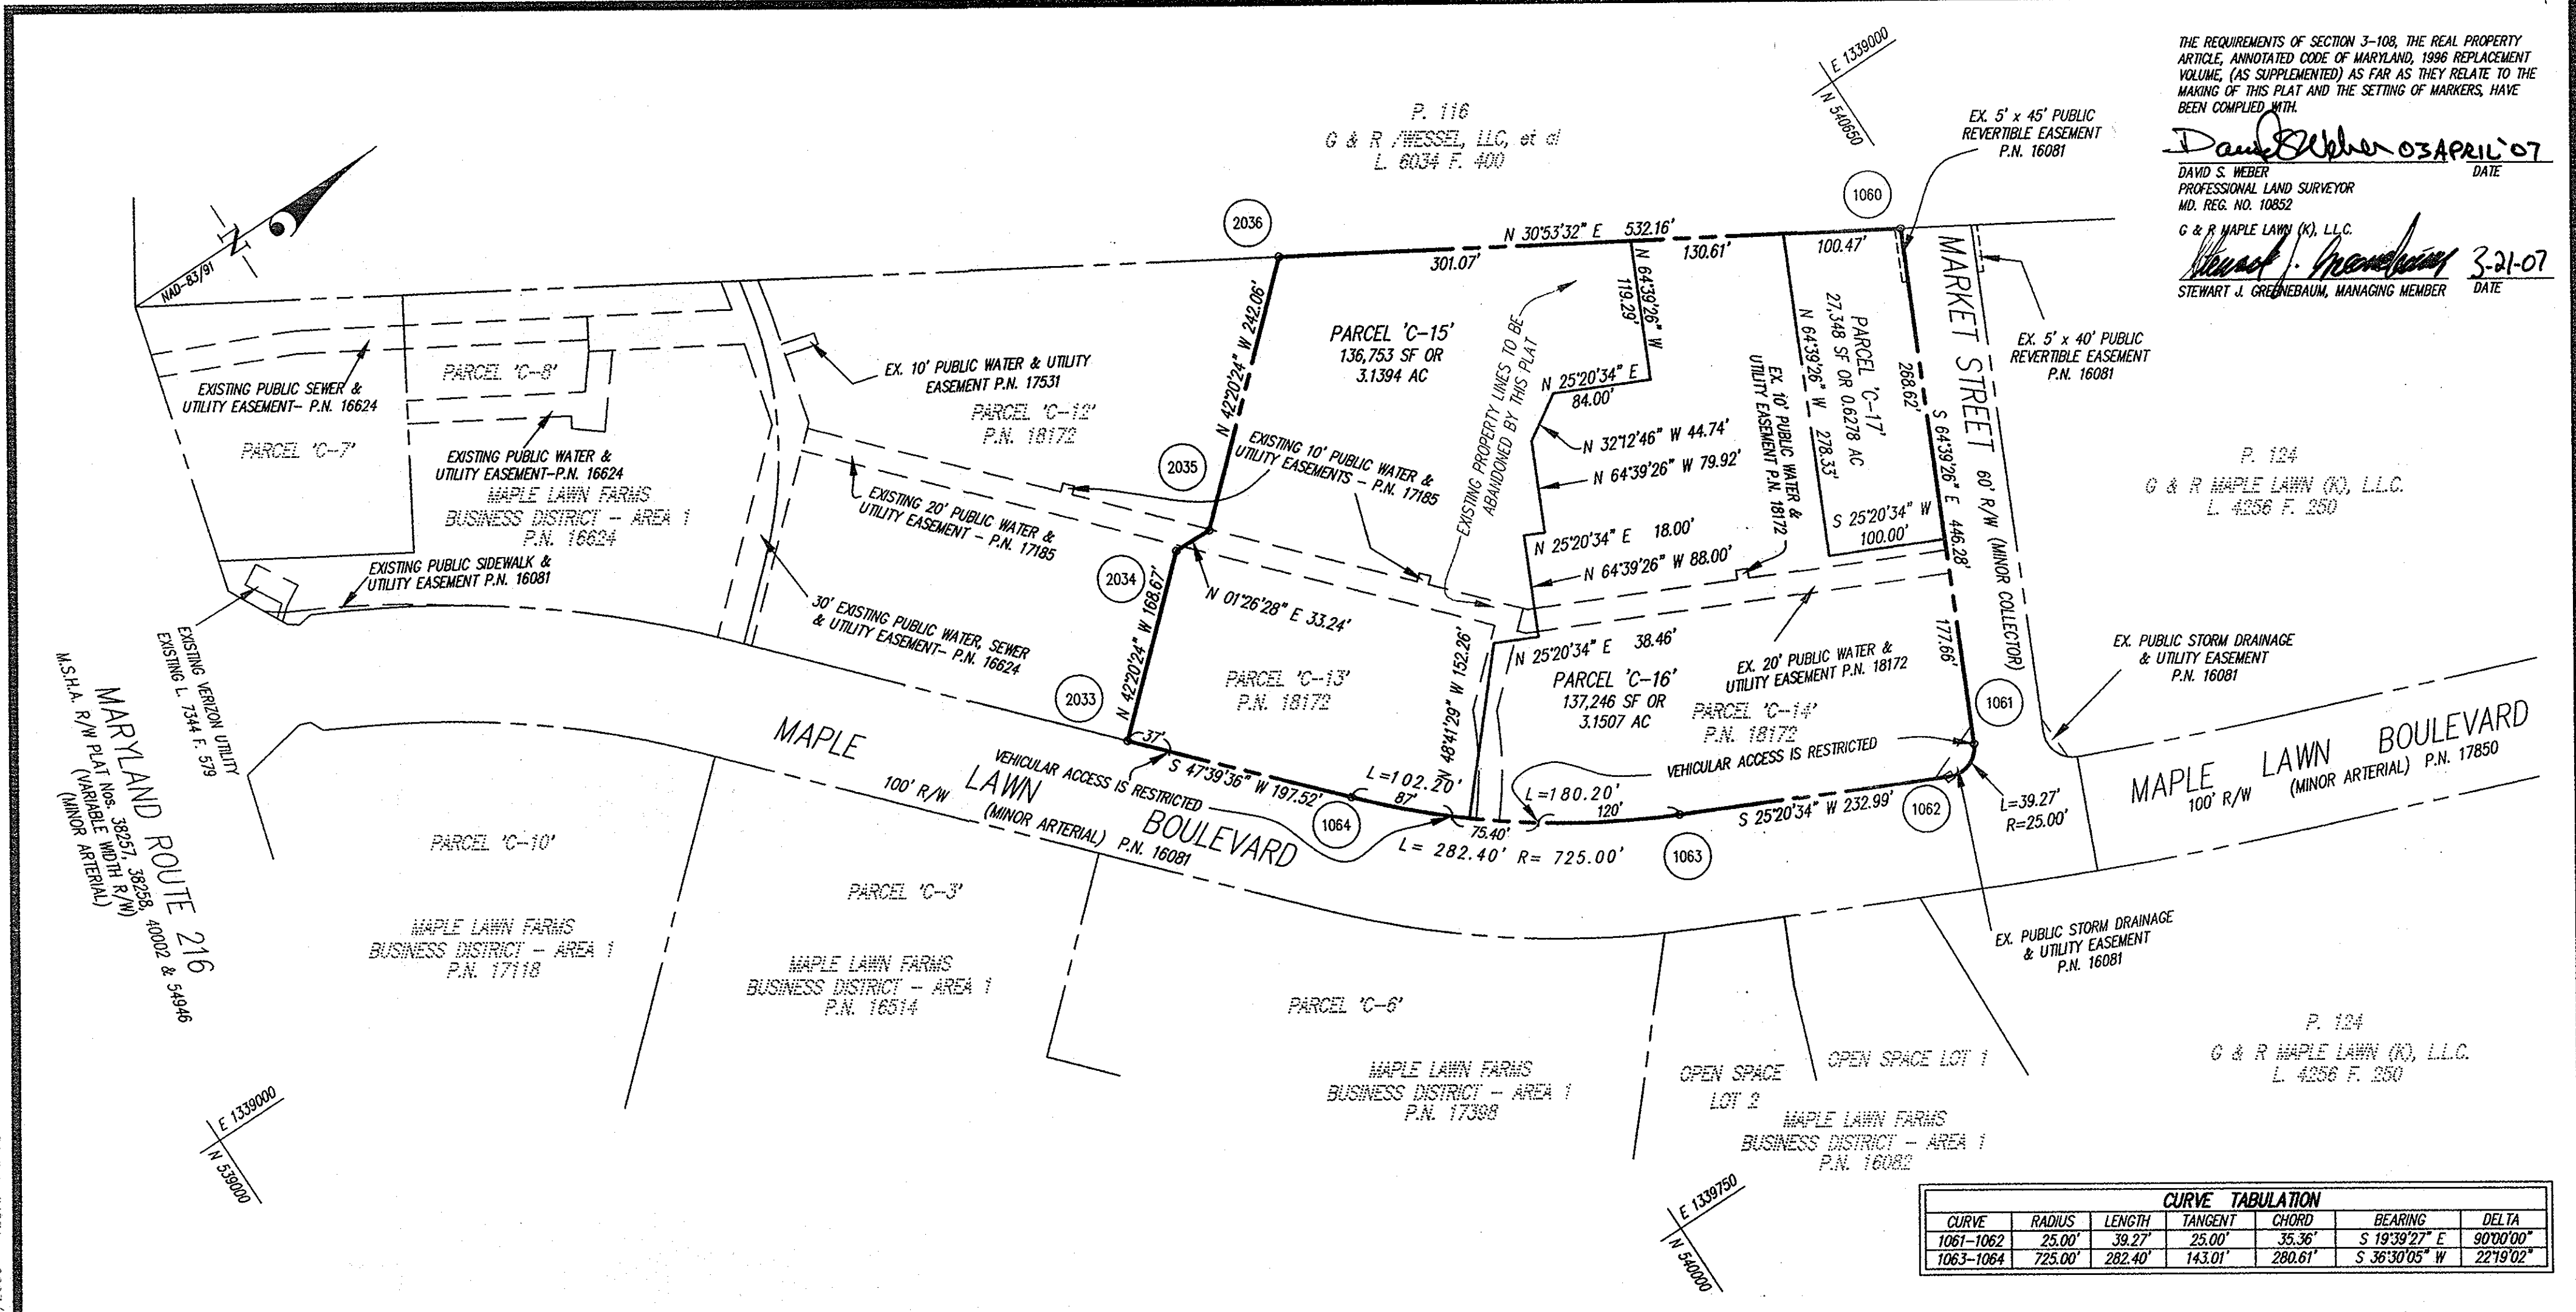 THE REQUIREMENTS OF SECTION 3-108, THE REAL PROPERTY
ARTICLE, ANNOTATED CODE OF MARYLAND, 1996 REPLACEMENT
VOLUME, (AS SUPPLEMENTED) AS FAR AS THEY RELATE TO THE
MAKING OF THIS PLAT AND THE SETTING OF MARKERS, HAVE
BEEN COMPLIED WITH.
David S Weber 03 APRIL '07
DAVID S. WEBER DATE
PROFESSIONAL LAND SURVEYOR
MD. REG. NO. 10852
G & R MAPLE LAWN (K), L.L.C.
Stewart J. Greenebaum 3-21-07
STEWART J. GREENEBAUM, MANAGING MEMBER DATE
E 1339000
N 540650
P. 116
G & R /WESSEL, LLC, et al
L. 6034 F. 400
EX. 5' x 45' PUBLIC
REVERTIBLE EASEMENT
P.N. 16081
1060
2036
N 30°53'32" E 532.16'
301.07'
130.61'
100.47'
N
NAD-83/91
MARKET STREET
60' R/W (MINOR COLLECTOR)
EX. 5' x 40' PUBLIC
REVERTIBLE EASEMENT
P.N. 16081
N 42°20'24" W 242.06'
PARCEL 'C-15'
136,753 SF OR
3.1394 AC
EXISTING PROPERTY LINES TO BE
ABANDONED BY THIS PLAT
N 64°39'26" W
119.29'
N 64°39'26" W 278.33'
PARCEL 'C-17'
27,348 SF OR 0.6278 AC
268.62'
S 64°39'26" E 446.28'
177.66'
EX. 10' PUBLIC WATER &
UTILITY EASEMENT P.N. 18172
N 25°20'34" E
84.00'
N 32°12'46" W 44.74'
N 64°39'26" W 79.92'
N 25°20'34" E 18.00'
N 64°39'26" W 88.00'
S 25°20'34" W
100.00'
EX. 10' PUBLIC WATER & UTILITY
EASEMENT P.N. 17531
PARCEL 'C-12'
P.N. 18172
PARCEL 'C-8'
EXISTING PUBLIC SEWER &
UTILITY EASEMENT- P.N. 16624
PARCEL 'C-7'
EXISTING PUBLIC WATER &
UTILITY EASEMENT-P.N. 16624
MAPLE LAWN FARMS
BUSINESS DISTRICT - AREA 1
P.N. 16624
EXISTING PUBLIC SIDEWALK &
UTILITY EASEMENT P.N. 16081
2035
EXISTING 10' PUBLIC WATER &
UTILITY EASEMENTS - P.N. 17185
EXISTING 20' PUBLIC WATER &
UTILITY EASEMENT - P.N. 17185
2034
N 01°26'28" E 33.24'
N 42°20'24" W 168.67'
30' EXISTING PUBLIC WATER, SEWER
& UTILITY EASEMENT- P.N. 16624
2033
PARCEL 'C-13'
P.N. 18172
N 48°41'29" W 152.26'
N 25°20'34" E 38.46'
PARCEL 'C-16'
137,246 SF OR
3.1507 AC
EX. 20' PUBLIC WATER &
UTILITY EASEMENT P.N. 18172
PARCEL 'C-14'
P.N. 18172
VEHICULAR ACCESS IS RESTRICTED
1061
P. 124
G & R MAPLE LAWN (K), L.L.C.
L. 4256 F. 250
EX. PUBLIC STORM DRAINAGE
& UTILITY EASEMENT
P.N. 16081
EXISTING VERIZON UTILITY
EXISTING L. 7344 F. 579
MARYLAND ROUTE 216
M.S.H.A. R/W PLAT Nos. 38257, 38258, 40002 & 54946
(VARIABLE WIDTH R/W)
(MINOR ARTERIAL)
MAPLE LAWN BOULEVARD
100' R/W (MINOR ARTERIAL) P.N. 16081
VEHICULAR ACCESS IS RESTRICTED
37'
S 47°39'36" W 197.52'
L=102.20'
87'
1064
75.40'
L=180.20'
120'
L= 282.40' R= 725.00'
1063
S 25°20'34" W 232.99'
1062
L=39.27'
R=25.00'
MAPLE LAWN BOULEVARD
100' R/W (MINOR ARTERIAL) P.N. 17850
PARCEL 'C-10'
MAPLE LAWN FARMS
BUSINESS DISTRICT - AREA 1
P.N. 17118
PARCEL 'C-3'
MAPLE LAWN FARMS
BUSINESS DISTRICT - AREA 1
P.N. 16514
PARCEL 'C-6'
MAPLE LAWN FARMS
BUSINESS DISTRICT - AREA 1
P.N. 17398
OPEN SPACE
LOT 2
OPEN SPACE LOT 1
MAPLE LAWN FARMS
BUSINESS DISTRICT - AREA 1
P.N. 16082
EX. PUBLIC STORM DRAINAGE
& UTILITY EASEMENT
P.N. 16081
P. 124
G & R MAPLE LAWN (K), L.L.C.
L. 4256 F. 250
E 1339000
N 539000
E 1339750
N 540000
CURVE TABULATION
CURVE RADIUS LENGTH TANGENT CHORD BEARING DELTA
1061-1062 25.00' 39.27' 25.00' 35.36' S 19°39'27" E 90°00'00"
1063-1064 725.00' 282.40' 143.01' 280.61' S 36°30'05" W 22°19'02"